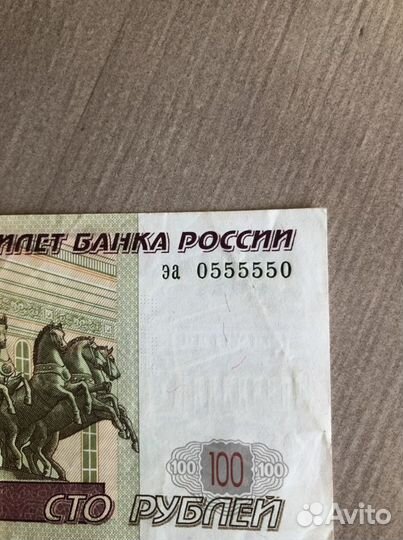 ИЛЕТ БАНКА РОССИИ
эа 0555550
100 100 100
СТО РУБЛЕЙ
Avito